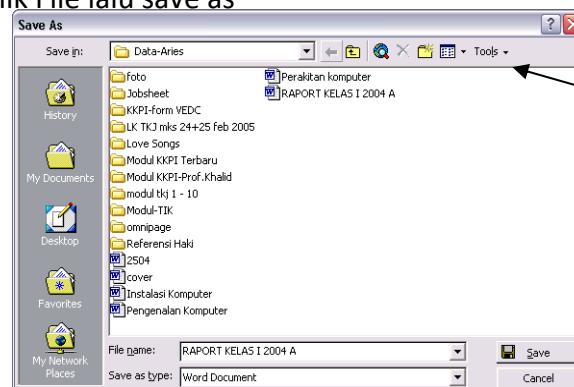 lik File lalu save as
Save As
Save in: Data-Aries Tools
History
My Documents
Desktop
Favorites
My Network Places
foto
Jobsheet
KKPI-form VEDC
LK TKJ mks 24+25 feb 2005
Love Songs
Modul KKPI Terbaru
Modul KKPI-Prof.Khalid
modul tkj 1 - 10
Modul-TIK
omnipage
Referensi Haki
2504
cover
Instalasi Komputer
Pengenalan Komputer
Perakitan komputer
RAPORT KELAS I 2004 A
File name: RAPORT KELAS I 2004 A Save
Save as type: Word Document Cancel